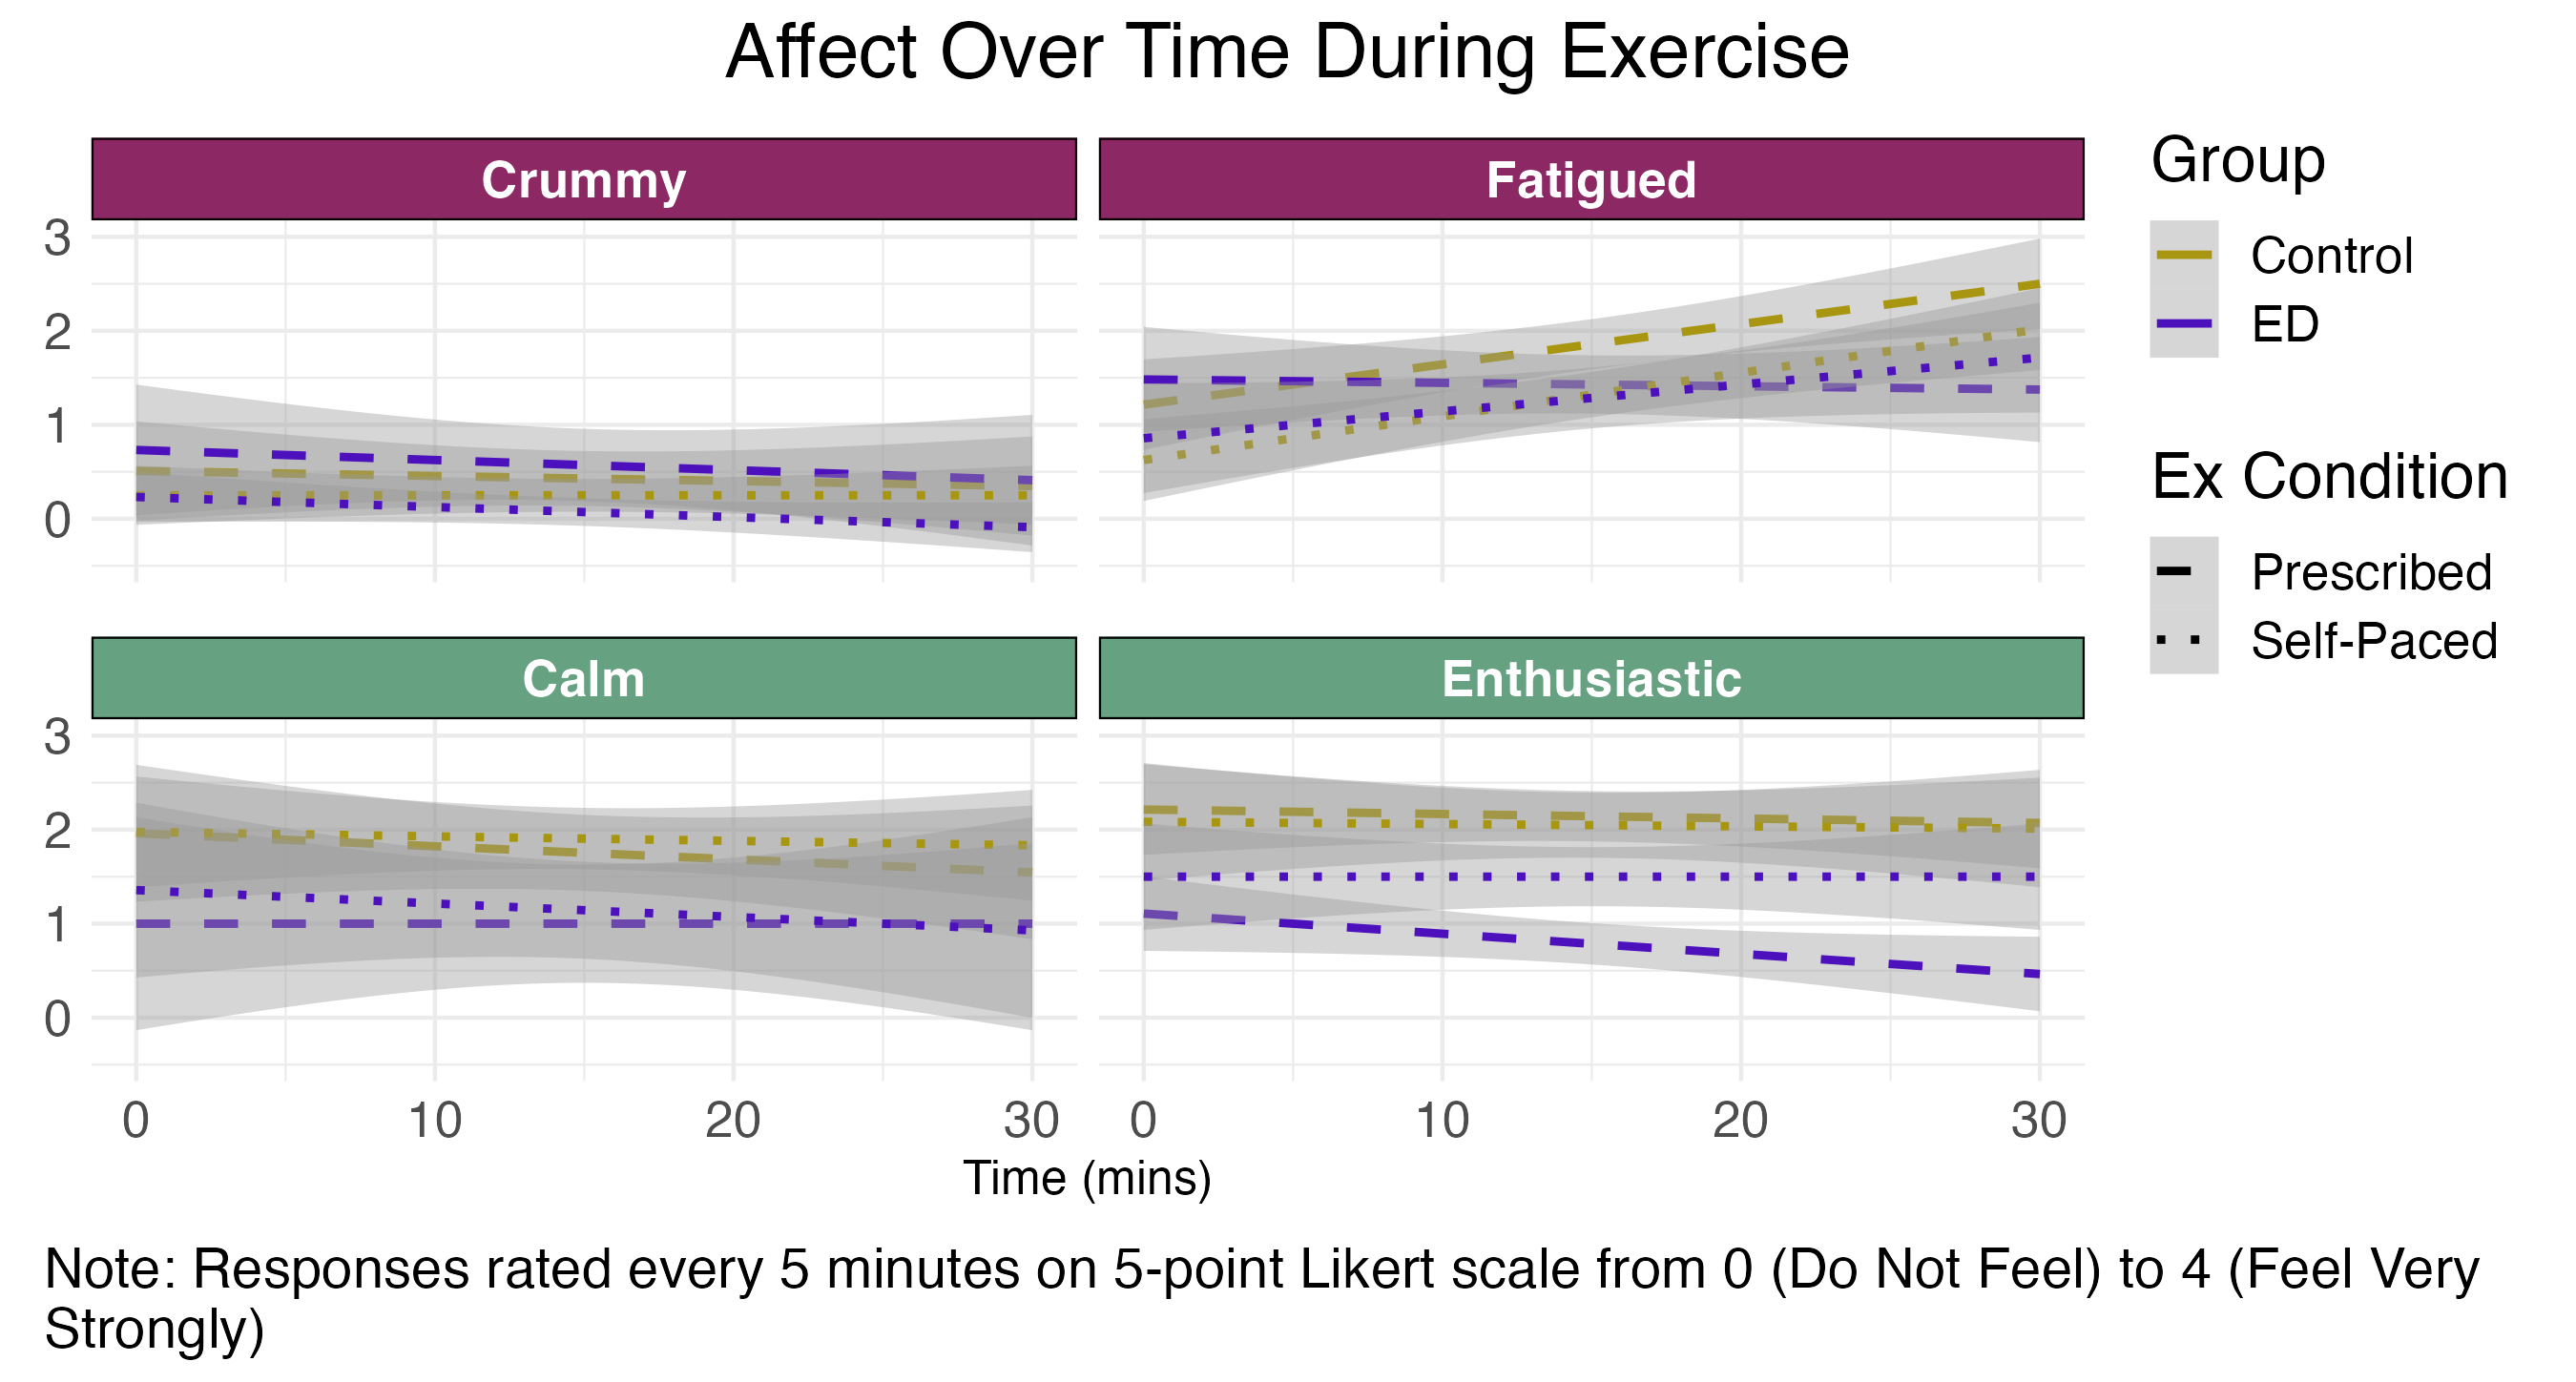 Affect Over Time During Exercise
Crummy
Fatigued
3
2
1
0
Calm
Enthusiastic
3
2
1
0
0
10
20
30
0
10
20
30
Time (mins)
Group
Control
ED
Ex Condition
Prescribed
Self-Paced
Note: Responses rated every 5 minutes on 5-point Likert scale from 0 (Do Not Feel) to 4 (Feel Very
Strongly)